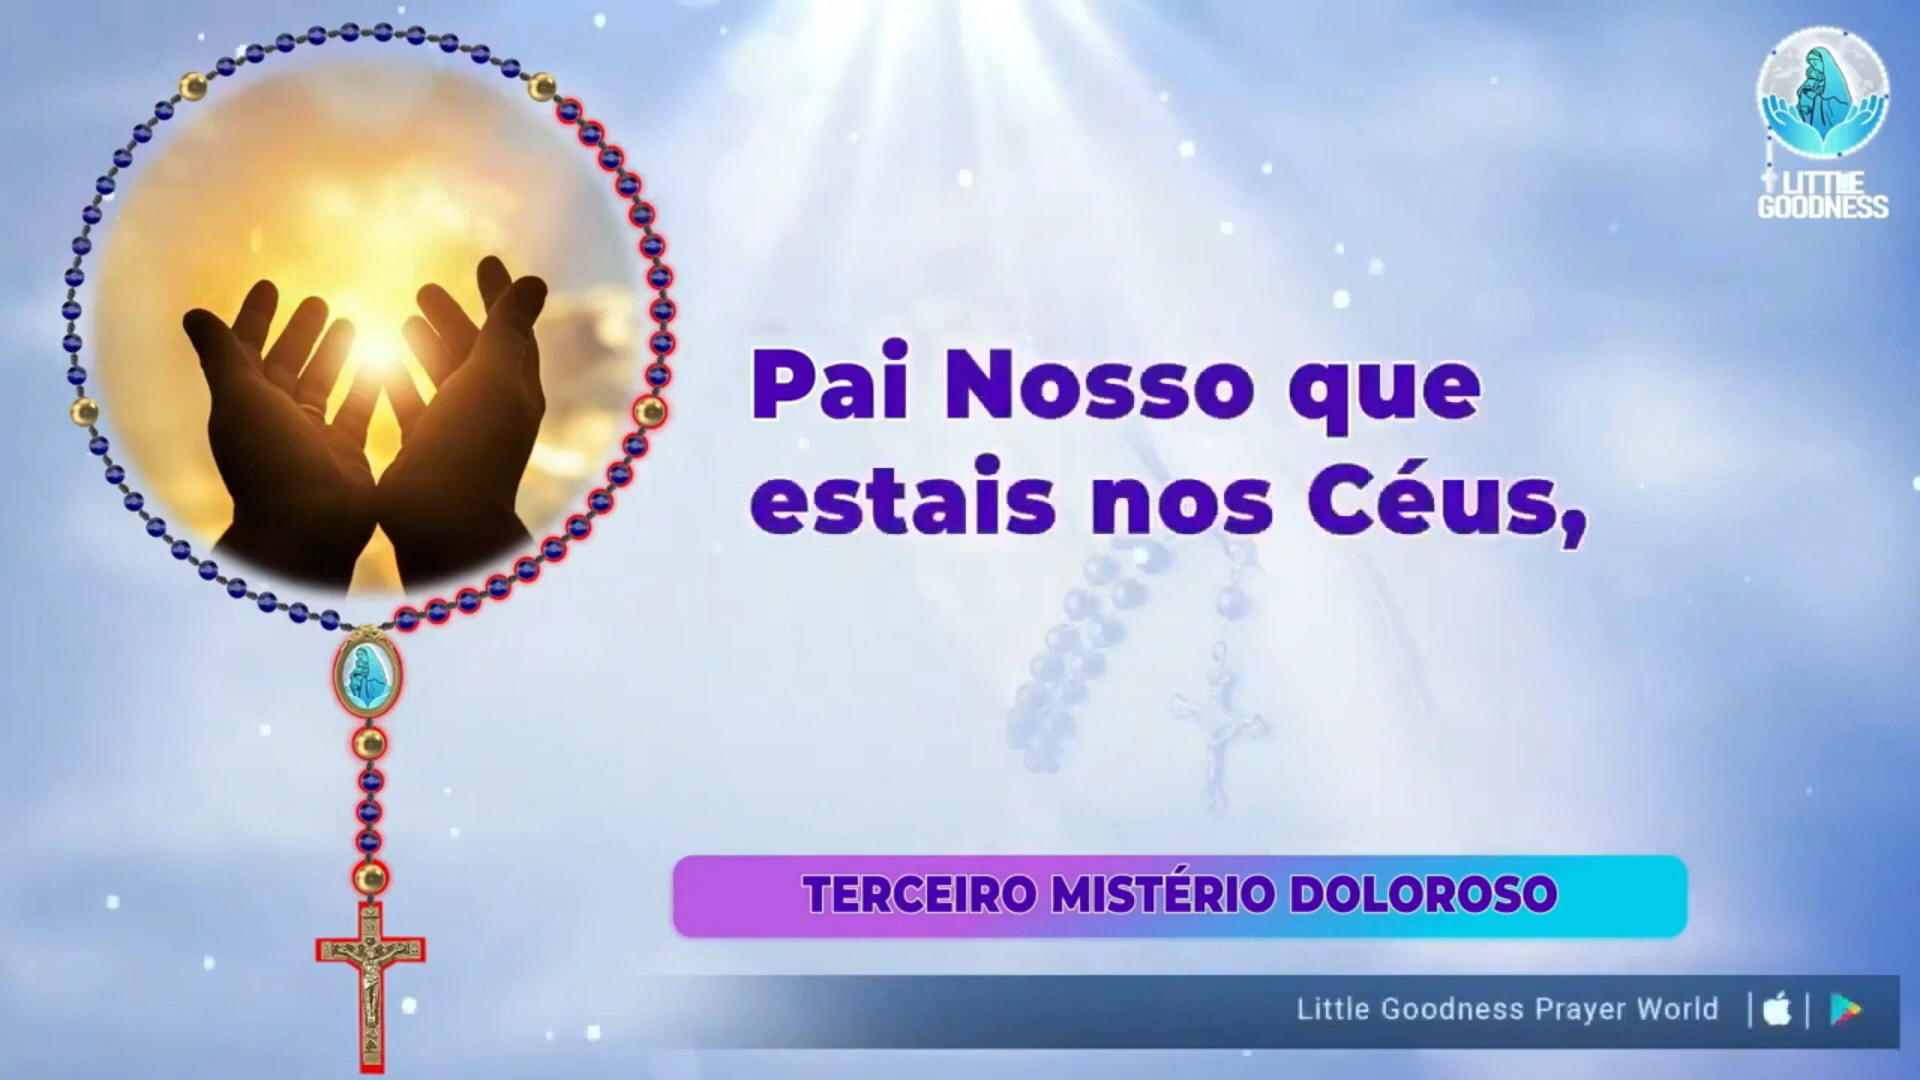 LITTLE
GOODNESS
Pai Nosso que
estais nos Céus,
TERCEIRO MISTÉRIO DOLOROSO
Little Goodness Prayer World